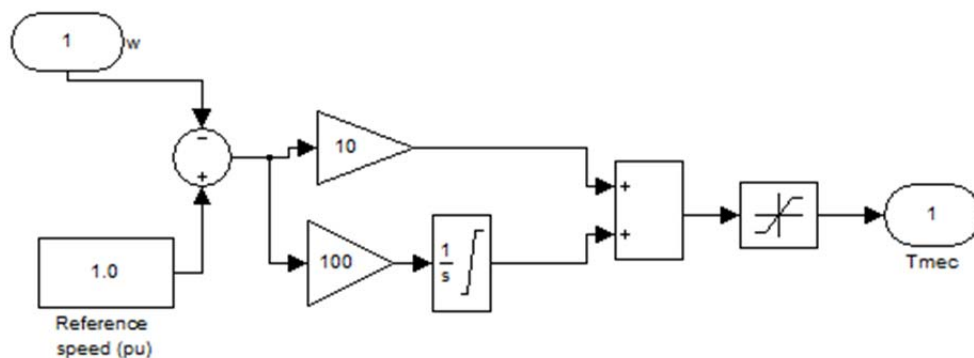 1
w
−
+
10
1.0
Reference
speed (pu)
100
1
s
+
+
1
Tmec